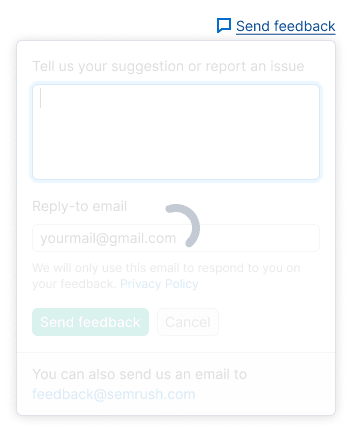 Send feedback
Tell us your suggestion or report an issue
Reply-to email
yourmail@gmail.com
We will only use this email to respond to you on
your feedback. Privacy Policy
Send feedback
Cancel
You can also send us an email to
feedback@semrush.com